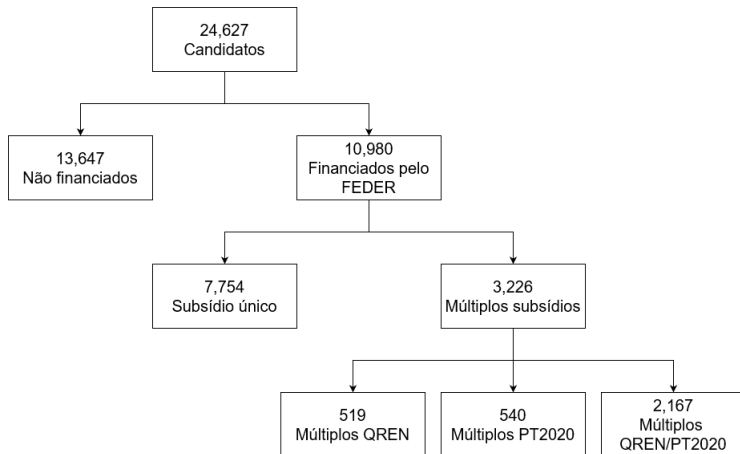 24,627
Candidatos
13,647
Não financiados
10,980
Financiados pelo
FEDER
7,754
Subsídio único
3,226
Múltiplos subsídios
519
Múltiplos QREN
540
Múltiplos PT2020
2,167
Múltiplos
QREN/PT2020